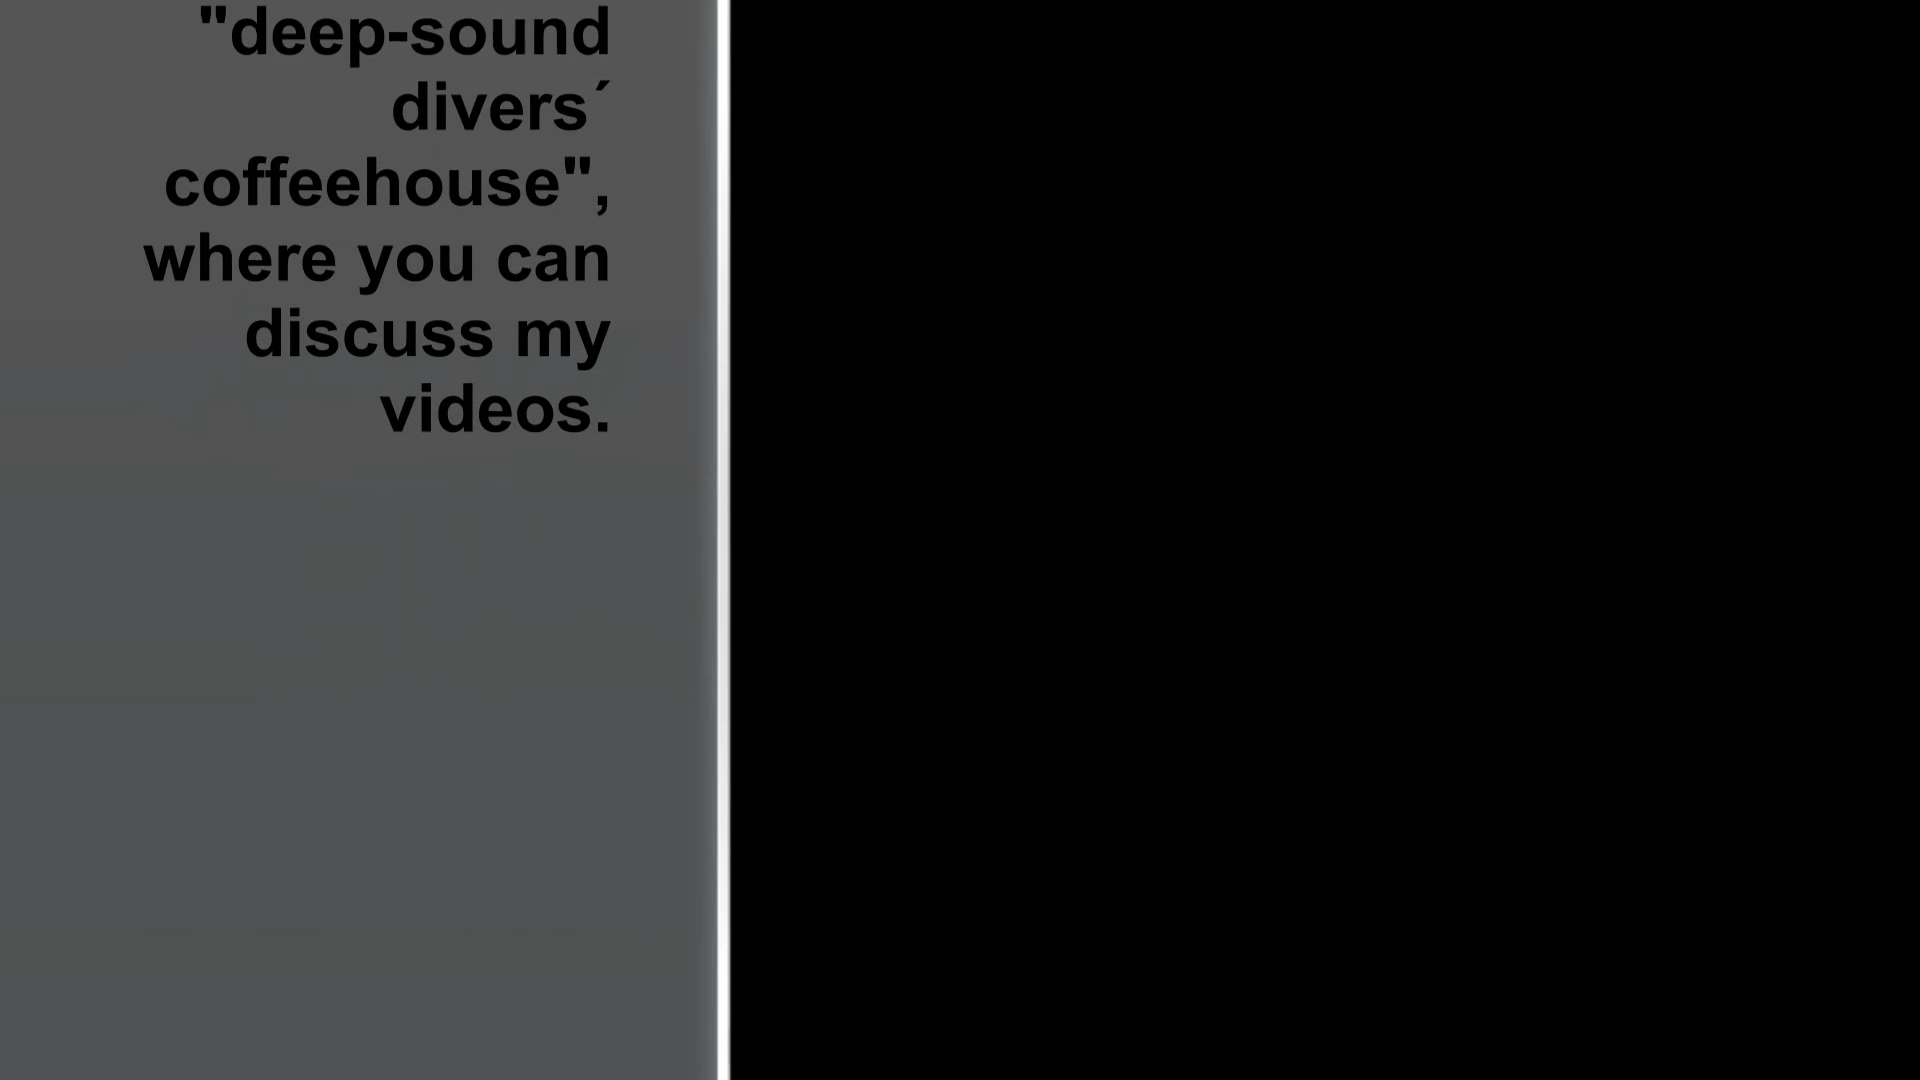 "deep-sound
divers´
coffeehouse",
where you can
discuss my
videos.